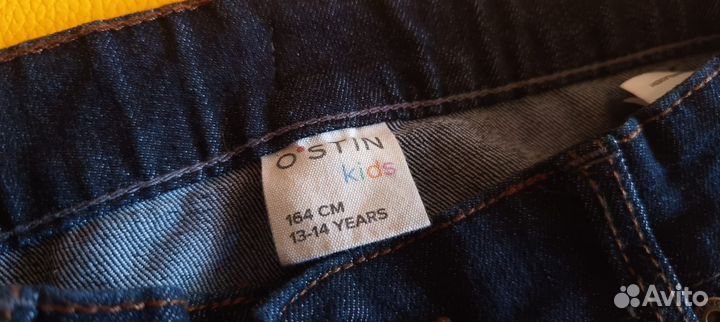 O'STIN
kids
164 CM
13-14 YEARS
Avito